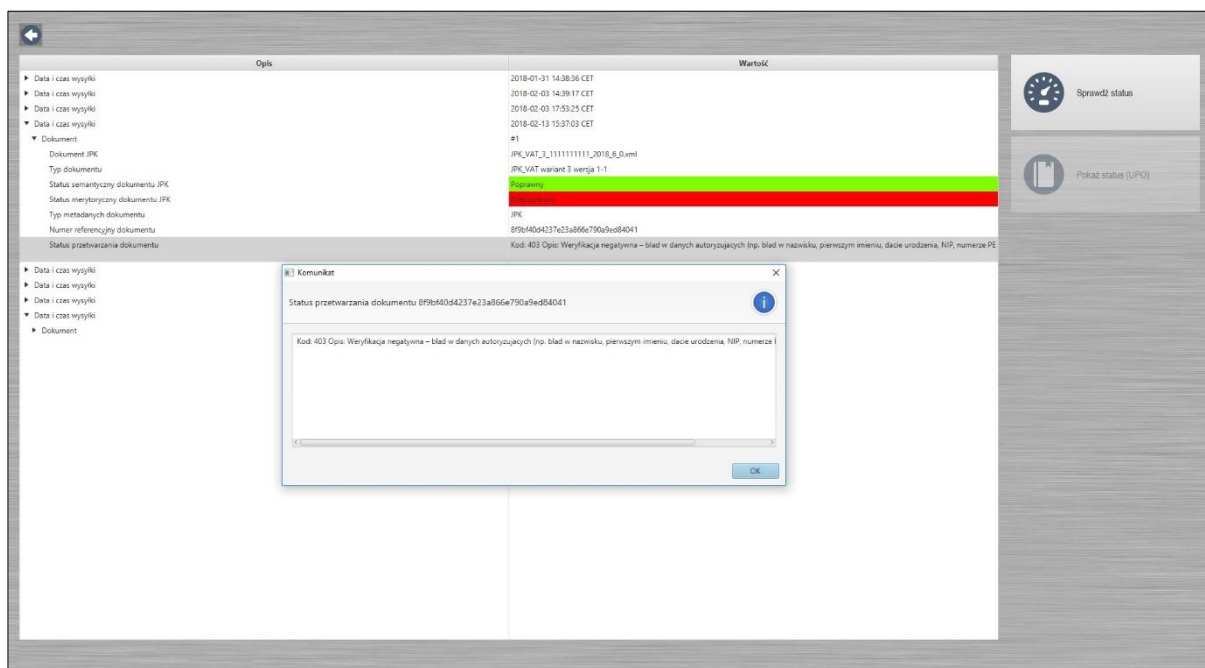 Opis Wartość
Data i czas wysyłki 2018-01-31 14:38:36 CET
Data i czas wysyłki 2018-02-03 14:39:17 CET
Data i czas wysyłki 2018-02-03 17:53:25 CET
Data i czas wysyłki 2018-02-13 15:37:03 CET
Dokument #1
Dokument JPK JPK_VAT_3_1111111111_2018_6_0.xml
Typ dokumentu JPK_VAT wariant 3 wersja 1-1
Status semantyczny dokumentu JPK Poprawny
Status merytoryczny dokumentu JPK
Typ metadanych dokumentu JPK
Numer referencyjny dokumentu 8f9bf40d4237e23a866e790a9ed84041
Status przetwarzania dokumentu Kod: 403 Opis: Weryfikacja negatywna – blad w danych autoryzujacych (np. blad w nazwisku, pierwszym imieniu, dacie urodzenia, NIP, numerze PE
Data i czas wysyłki
Data i czas wysyłki
Data i czas wysyłki
Data i czas wysyłki
Dokument
Sprawdź status
Pokaż status (UPO)
Komunikat
Status przetwarzania dokumentu 8f9bf40d4237e23a866e790a9ed84041
Kod: 403 Opis: Weryfikacja negatywna – blad w danych autoryzujacych (np. blad w nazwisku, pierwszym imieniu, dacie urodzenia, NIP, numerze
OK